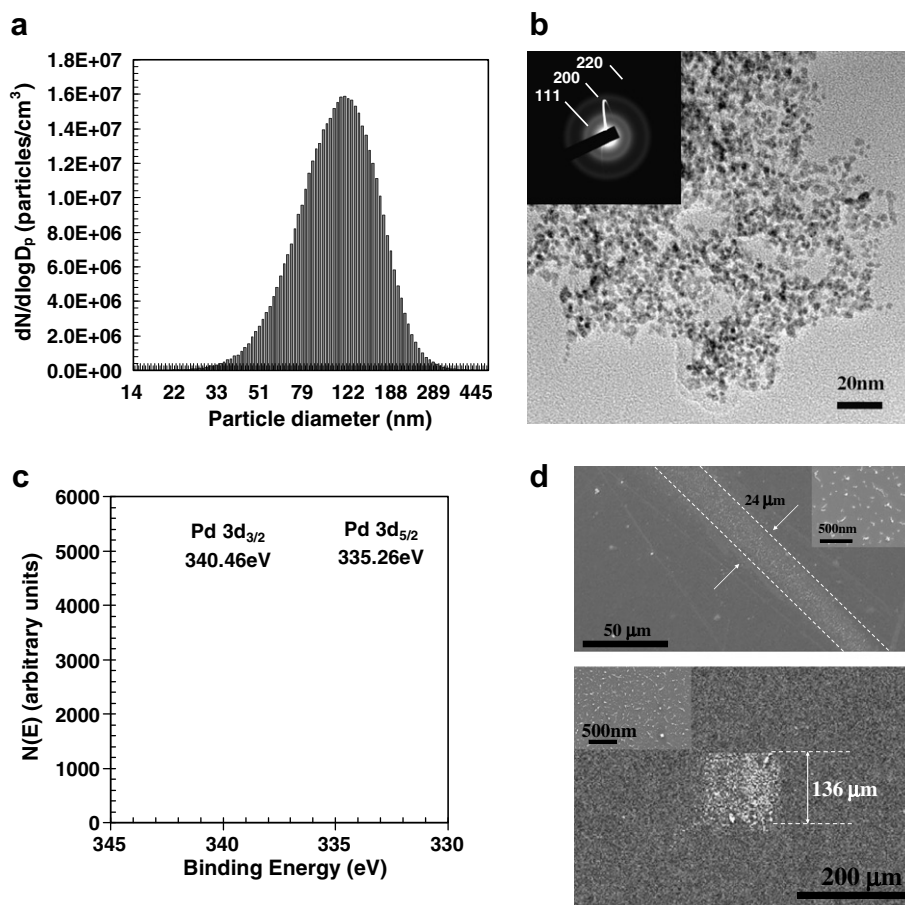 a
dN/dlogDp (particles/cm³)
1.8E+07
1.6E+07
1.4E+07
1.2E+07
1.0E+07
8.0E+06
6.0E+06
4.0E+06
2.0E+06
0.0E+00
14 22 33 51 79 122 188 289 445
Particle diameter (nm)
b
220
200
111
20nm
c
N(E) (arbitrary units)
6000
5000
4000
3000
2000
1000
0
Pd 3d3/2
340.46eV
Pd 3d5/2
335.26eV
345 340 335 330
Binding Energy (eV)
d
24 μm
500nm
50 μm
500nm
136 μm
200 μm